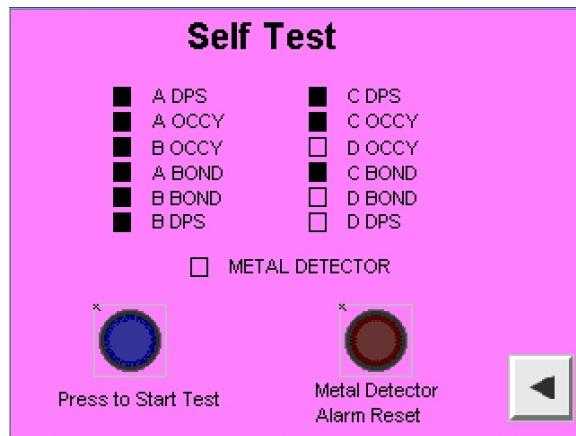 Self Test
A DPS
A OCCY
B OCCY
A BOND
B BOND
B DPS
C DPS
C OCCY
D OCCY
C BOND
D BOND
D DPS
METAL DETECTOR
Press to Start Test
Metal Detector
Alarm Reset